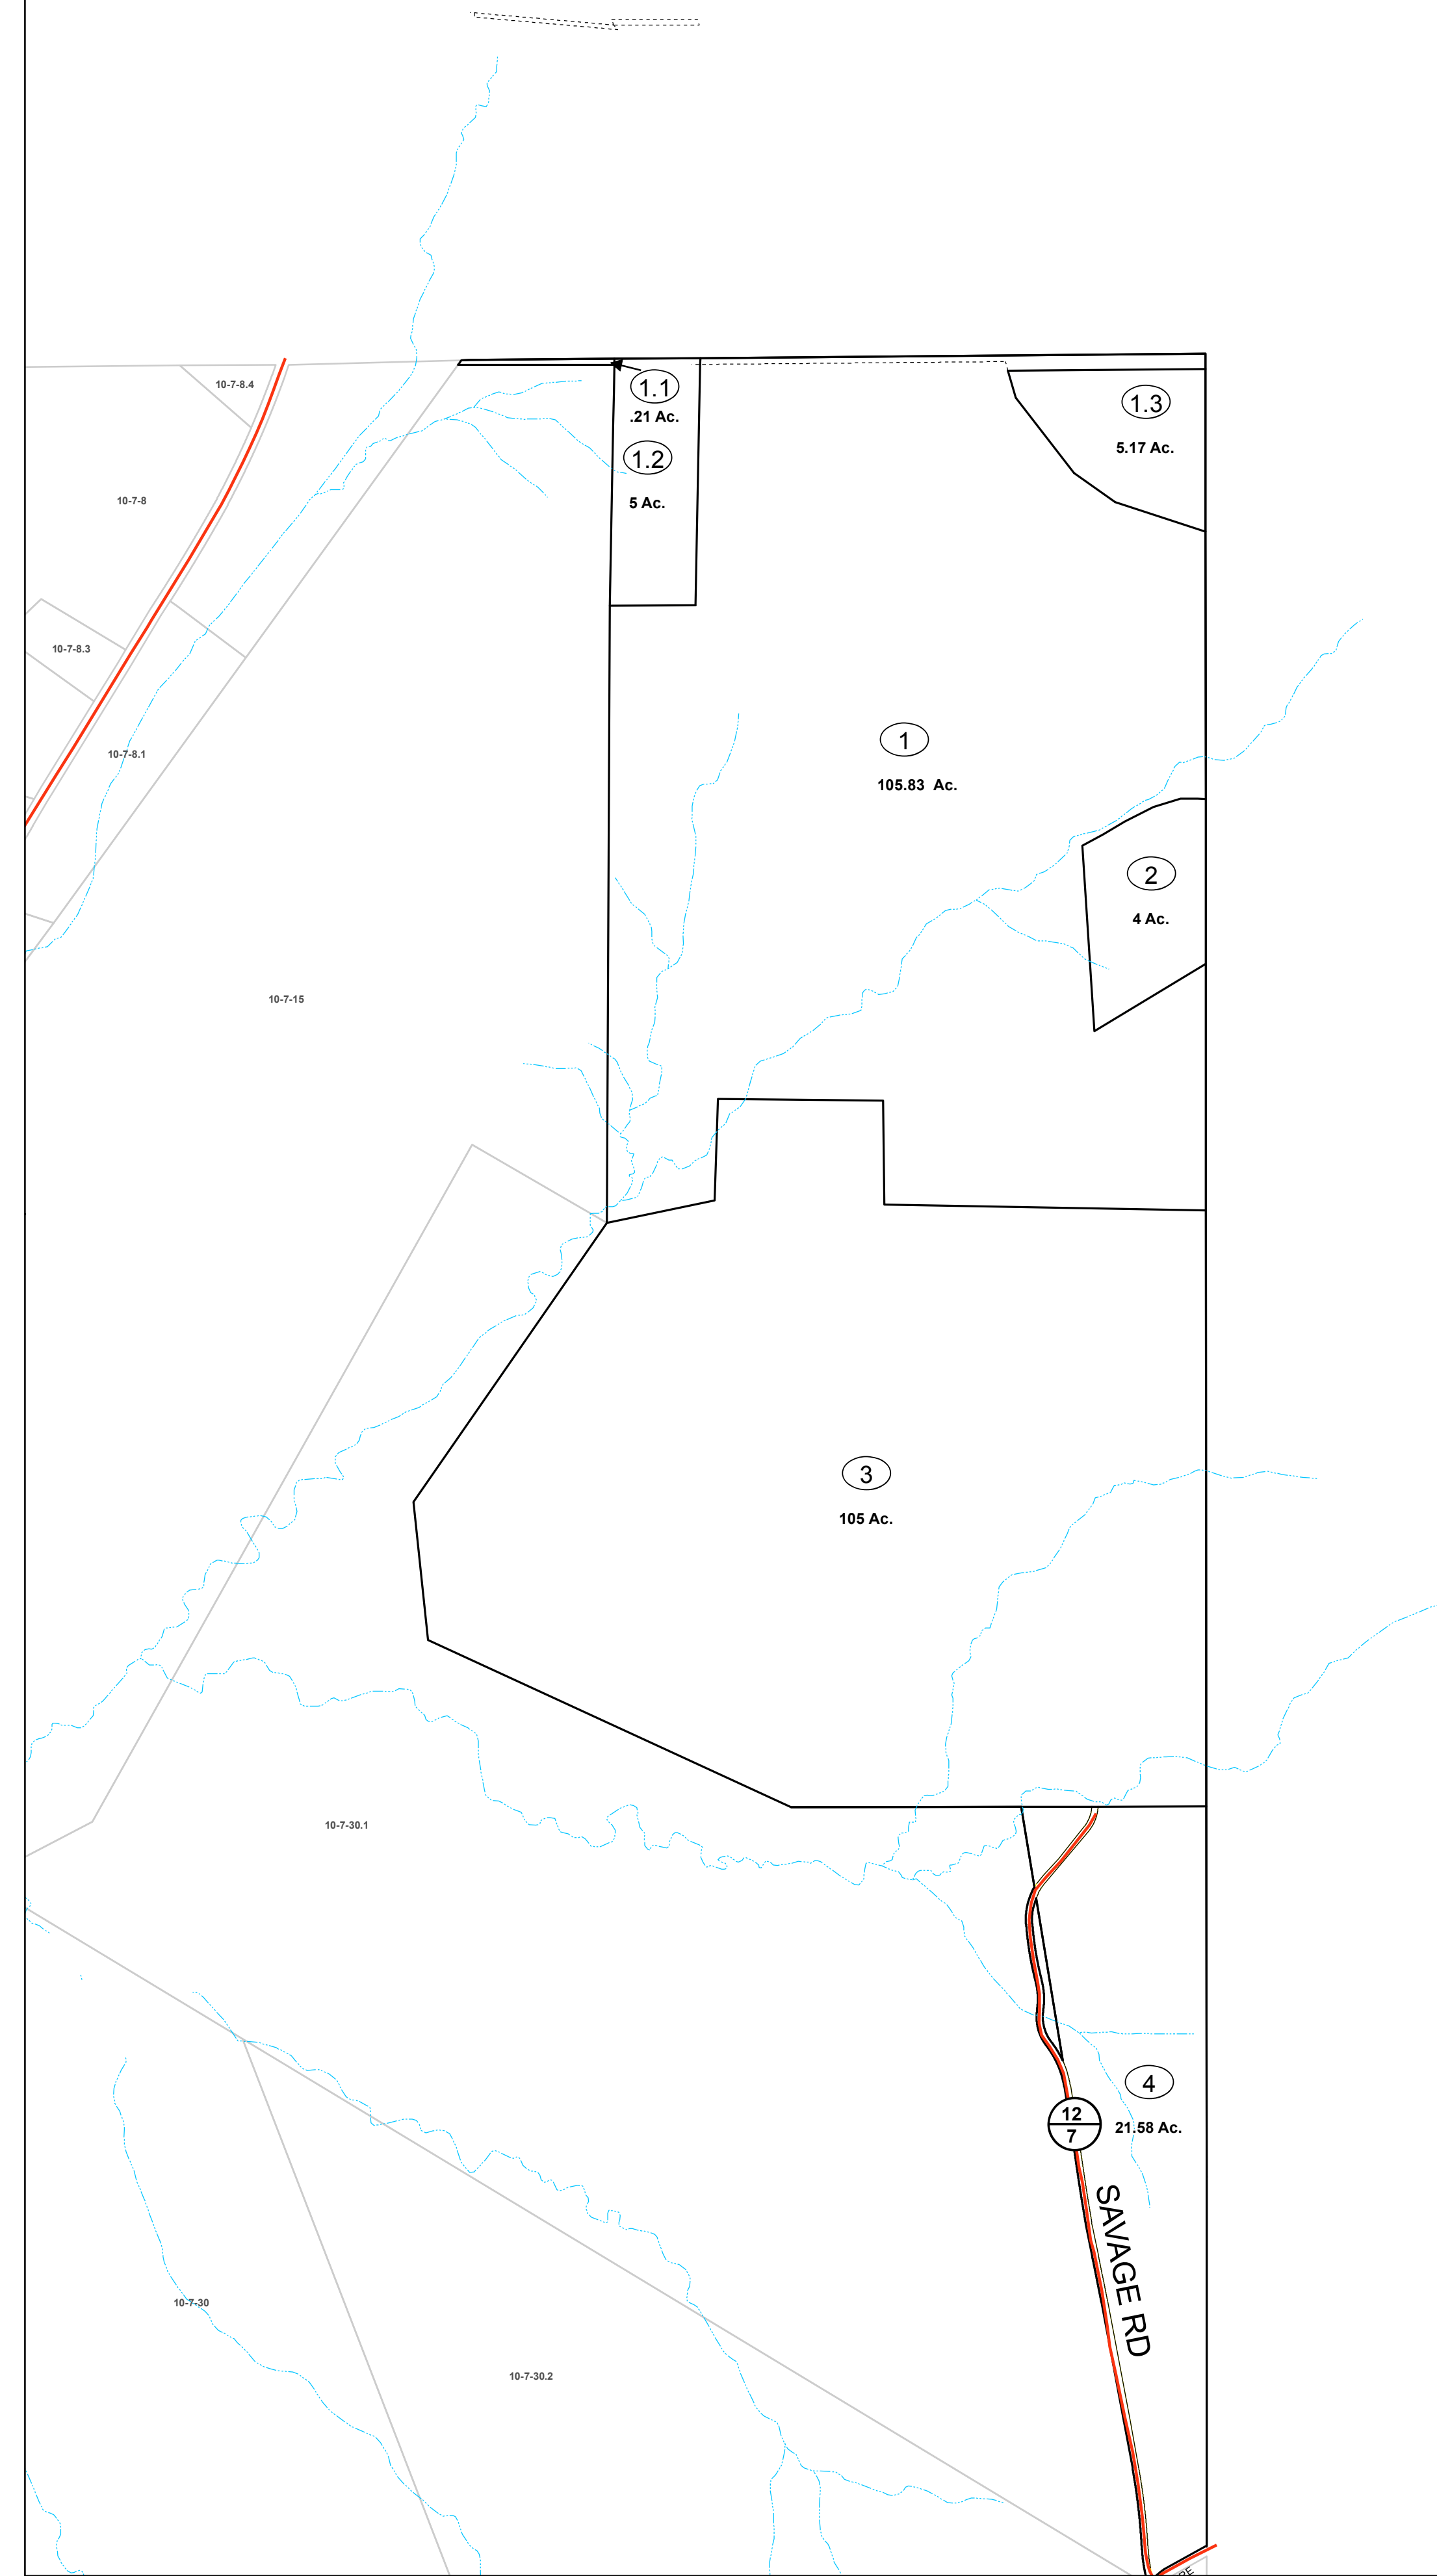 10-7-8.4
1.1
.21 Ac.
1.3
5.17 Ac.
1.2
5 Ac.
10-7-8
10-7-8.3
10-7-8.1
1
105.83 Ac.
2
4 Ac.
10-7-15
3
105 Ac.
10-7-30.1
4
21.58 Ac.
12
7
SAVAGE RD
10-7-30
10-7-30.2